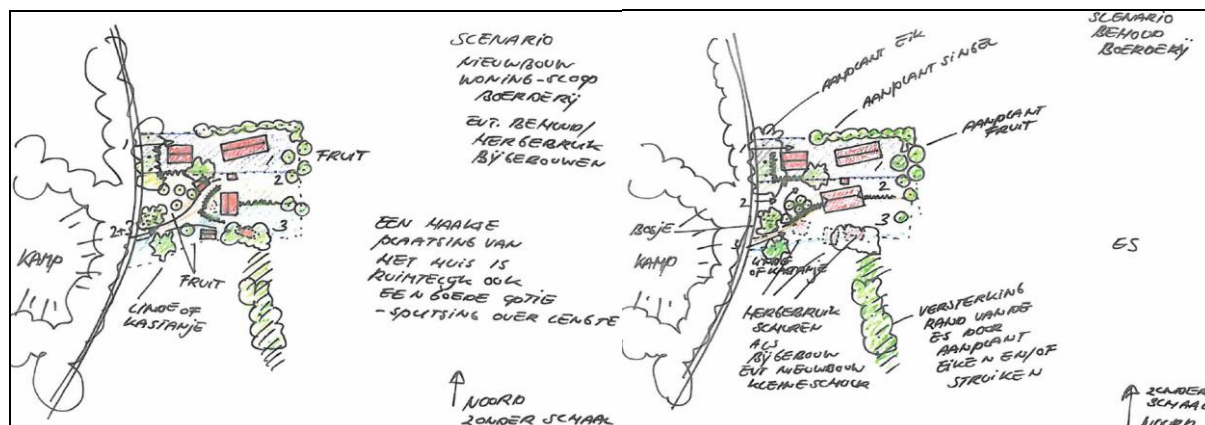 SCENARIO
NIEUWBOUW
WONING-SLOOP
BOERDERIJ
EVT. BEHOUD/
HERGEBRUIK
BIJGEBOUWEN
FRUIT
1
2
3
2+3
KAMP
FRUIT
LINDE OF
KASTANJE
EEN HAAKSE
PLAATSING VAN
HET HUIS IS
RUIMTELIJK OOK
EEN GOEDE OPTIE
-SPLITSING OVER LENGTE
NOORD
ZONDER SCHAAL
SCENARIO
BEHOUD
BOERDERIJ
AANPLANT EIK
AANPLANT SINGEL
AANPLANT
FRUIT
1
1
2
2
3
3
BOSJE
KAMP
LINDE
OF KASTANJE
ES
HERGEBRUIK
SCHUREN
ALS
BIJGEBOUW
EVT NIEUWBOUW
KLEINE SCHUUR
VERSTERKING
RAND VAN DE
ES DOOR
AANPLANT
EIKEN EN/OF
STRUIKEN
ZONDER
SCHAAL
NOORD